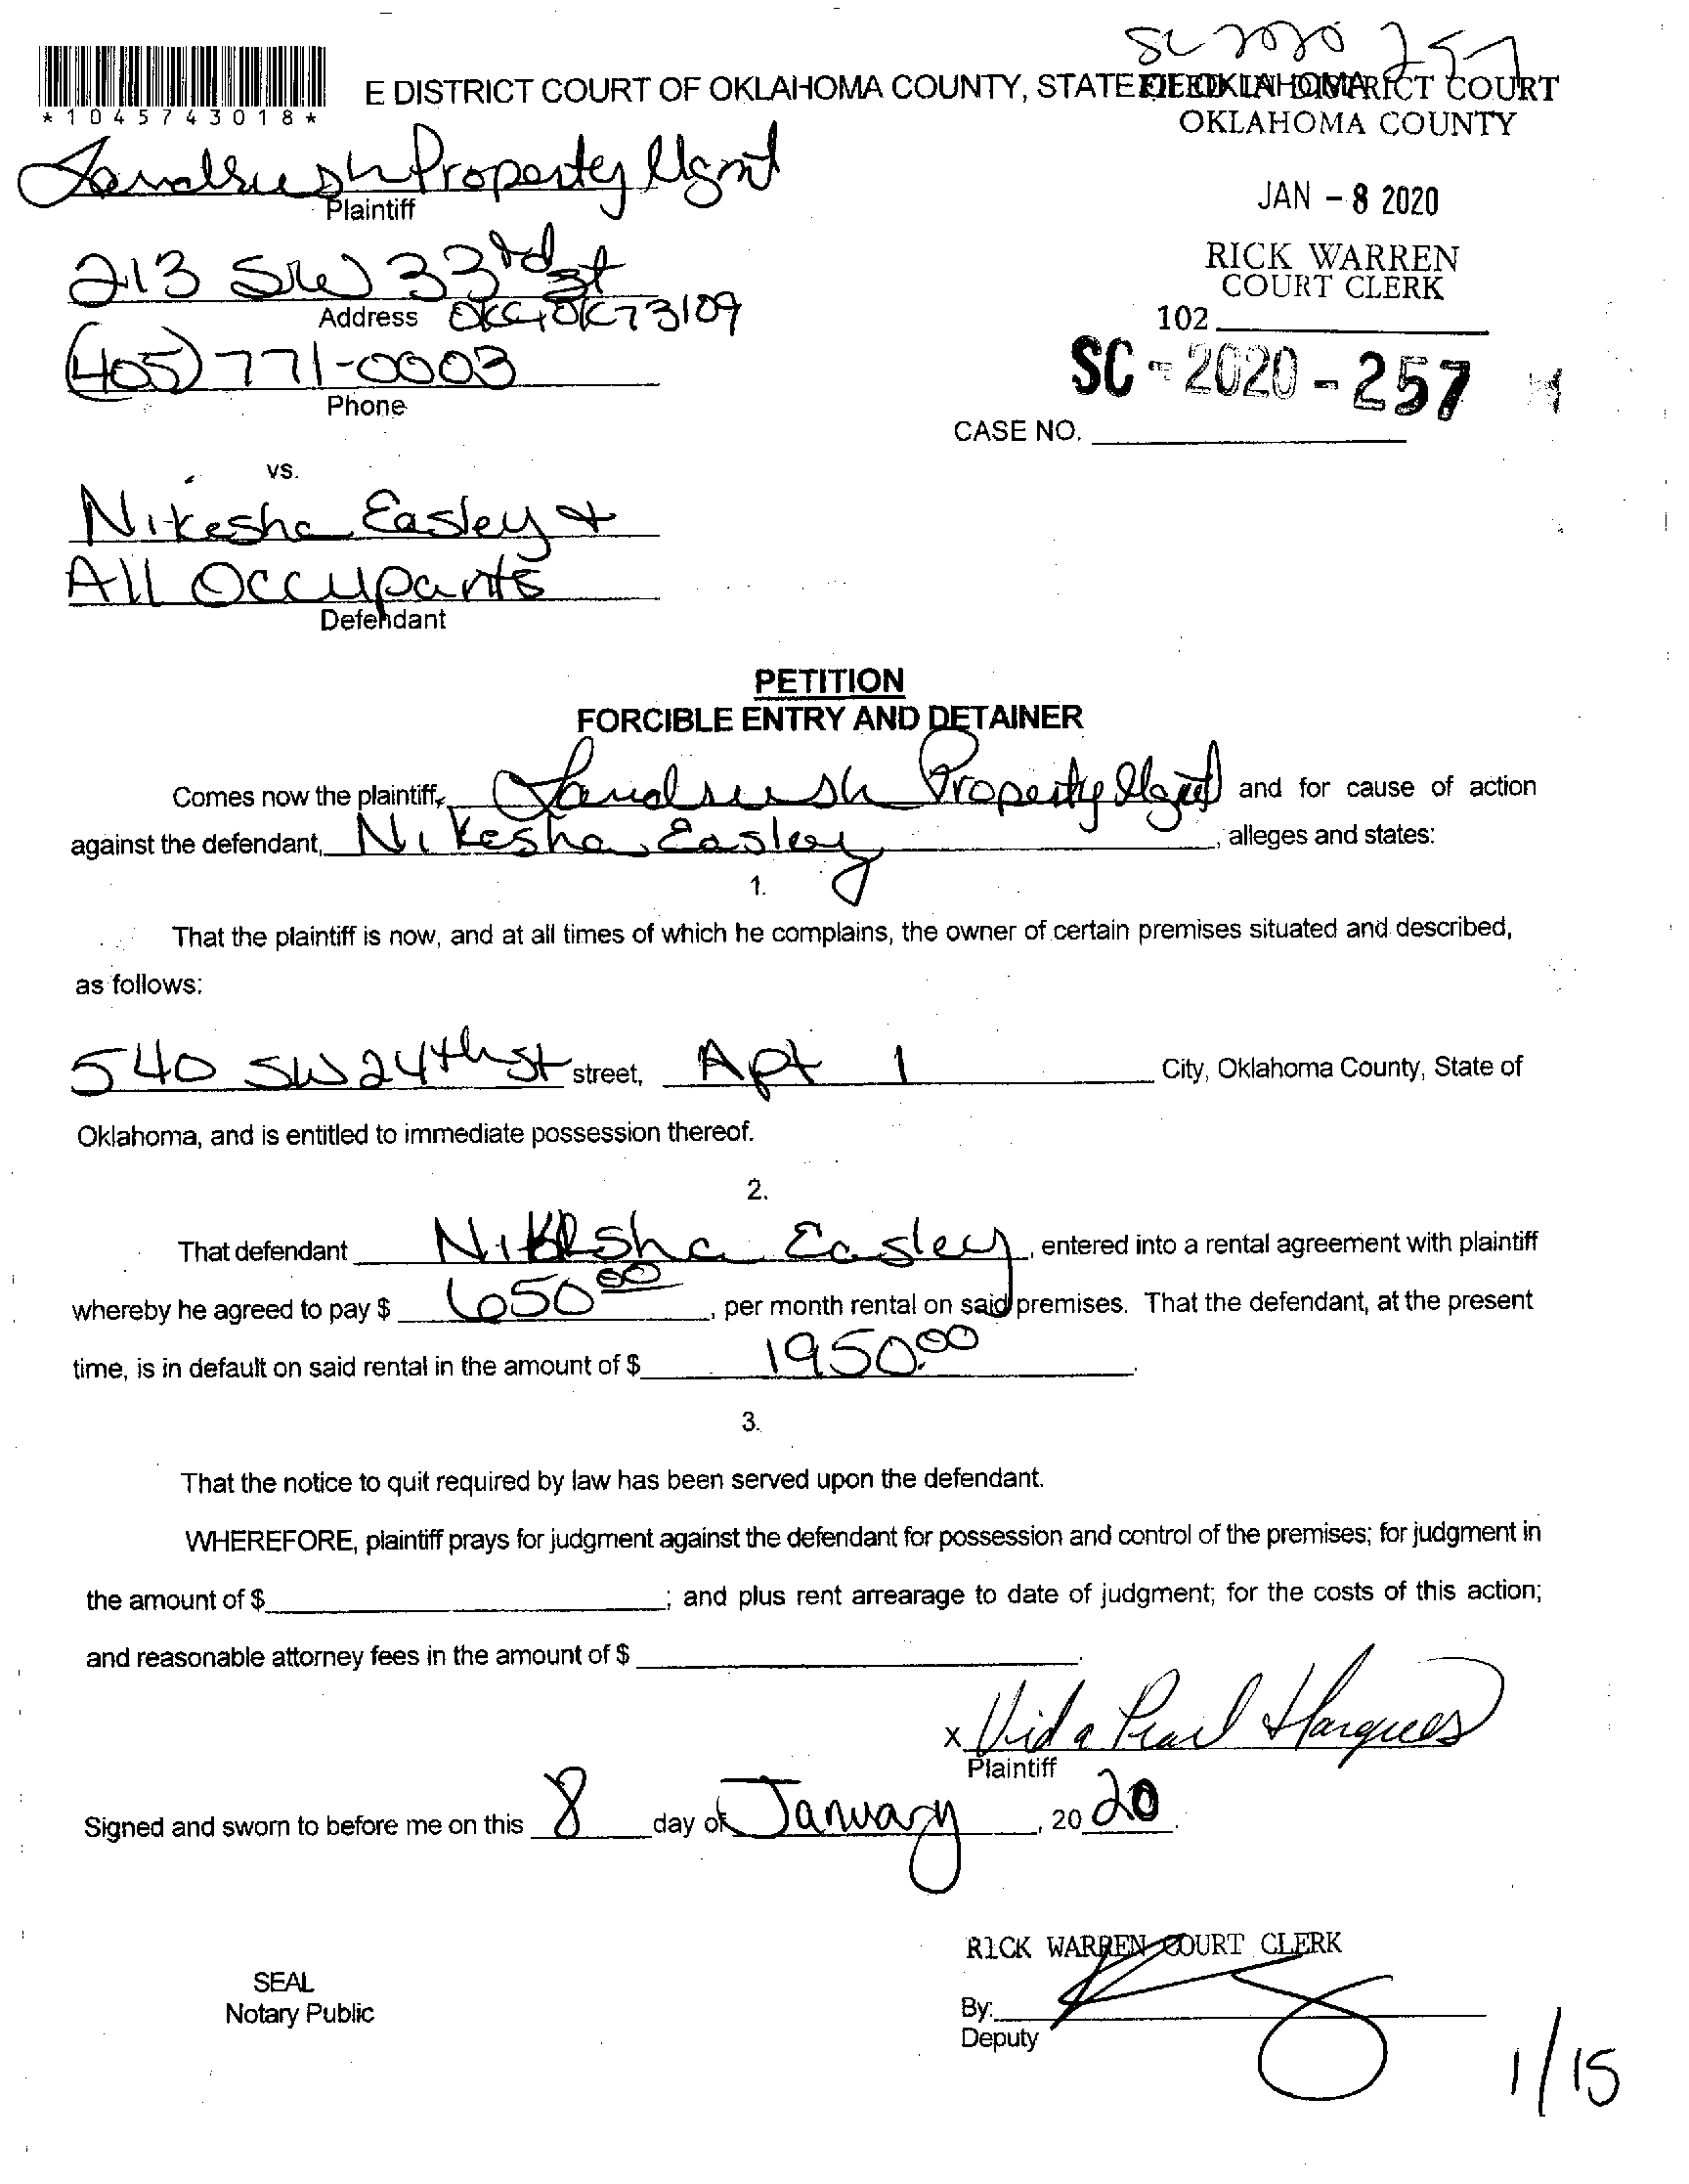 SC 2020 257
E DISTRICT COURT OF OKLAHOMA COUNTY, STATE OF OKLAHOMA
FILED IN DISTRICT COURT
OKLAHOMA COUNTY
*1045743018*
Landrush Property Mgmt
Plaintiff
JAN - 8 2020
213 SW 33rd st
RICK WARREN
COURT CLERK
Address OKC, OK 73109
102
(405) 771-0003
SC - 2020 - 257
Phone
CASE NO.
vs.
Nikesha Easley +
All Occupants
Defendant
PETITION
FORCIBLE ENTRY AND DETAINER
Comes now the plaintiff, Landrush Property Mgmt and for cause of action
against the defendant, Nikesha Easley, alleges and states:
1.
That the plaintiff is now, and at all times of which he complains, the owner of certain premises situated and described,
as follows:
540 SW 24th St street, Apt 1 City, Oklahoma County, State of
Oklahoma, and is entitled to immediate possession thereof.
2.
That defendant Nikesha Easley, entered into a rental agreement with plaintiff
whereby he agreed to pay $ 650.00, per month rental on said premises. That the defendant, at the present
time, is in default on said rental in the amount of $ 1950.00.
3.
That the notice to quit required by law has been served upon the defendant.
WHEREFORE, plaintiff prays for judgment against the defendant for possession and control of the premises; for judgment in
the amount of $ ; and plus rent arrearage to date of judgment; for the costs of this action;
and reasonable attorney fees in the amount of $ .
x Vida Pearl Harques
Plaintiff
Signed and sworn to before me on this 8 day of January, 20 20.
RICK WARREN COURT CLERK
SEAL
Notary Public
By:
Deputy
1/15